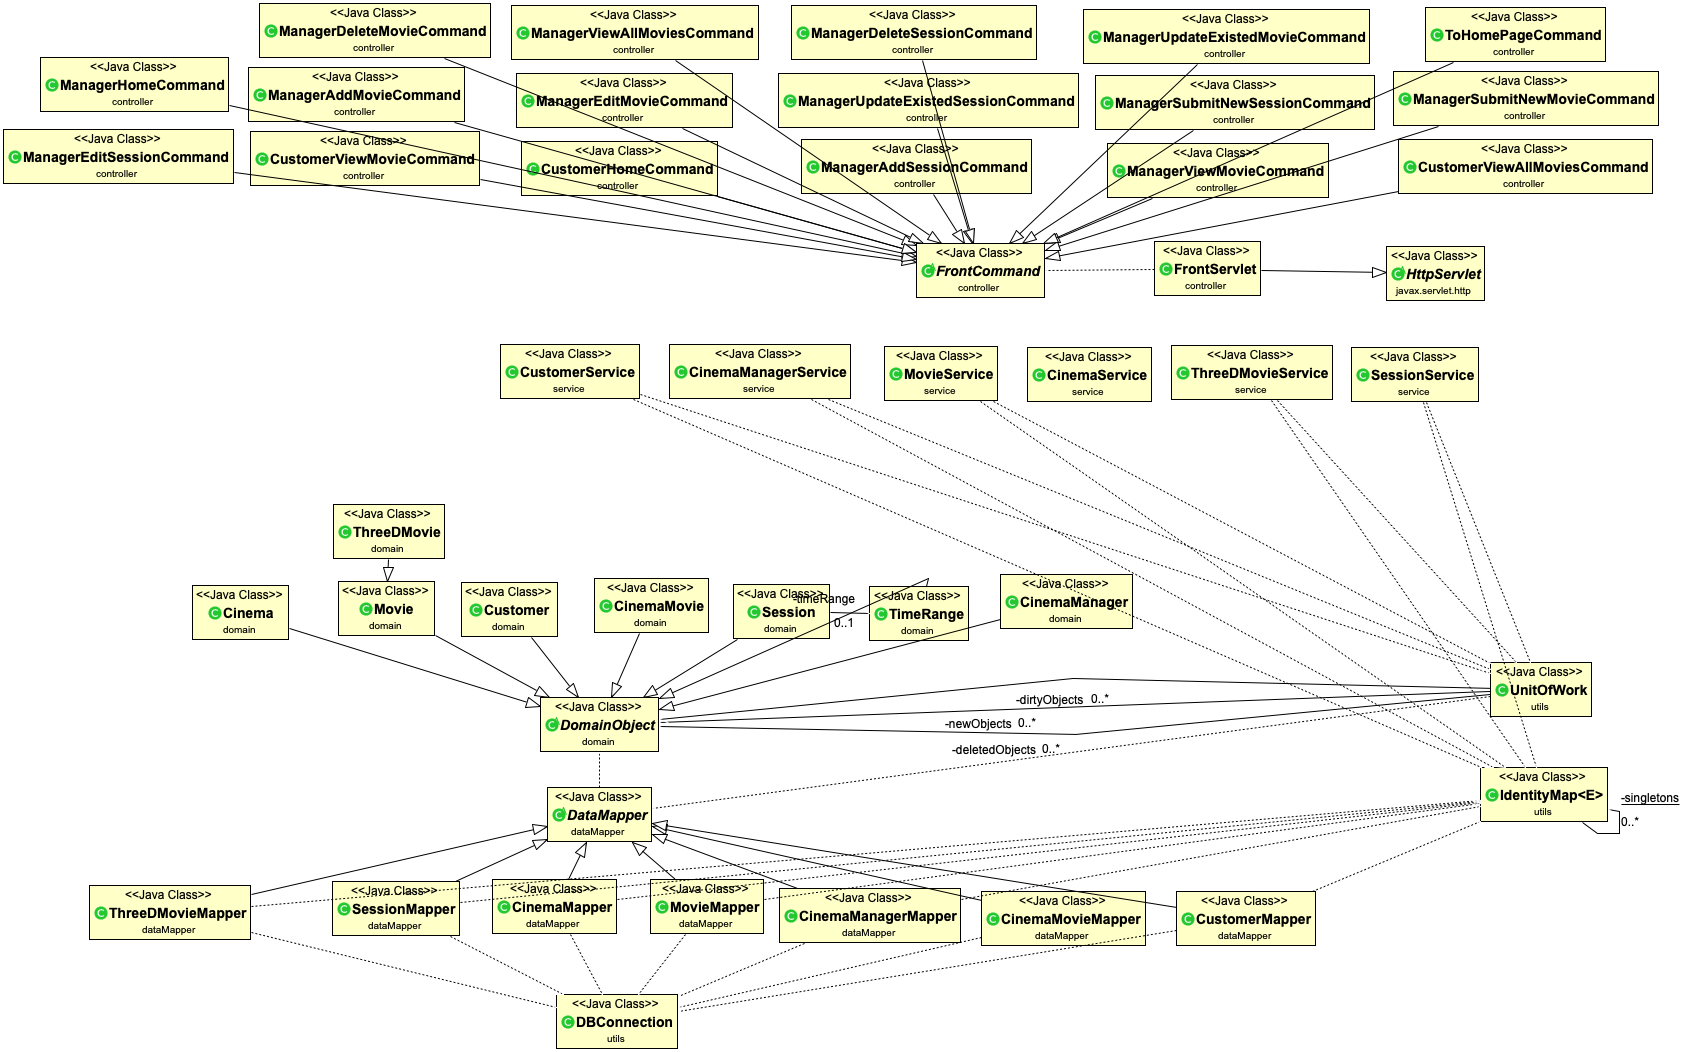 <<Java Class>>
ManagerDeleteMovieCommand
controller
<<Java Class>>
ManagerViewAllMoviesCommand
controller
<<Java Class>>
ManagerDeleteSessionCommand
controller
<<Java Class>>
ManagerUpdateExistedMovieCommand
controller
<<Java Class>>
ToHomePageCommand
controller
<<Java Class>>
ManagerHomeCommand
controller
<<Java Class>>
ManagerAddMovieCommand
controller
<<Java Class>>
ManagerEditMovieCommand
controller
<<Java Class>>
ManagerUpdateExistedSessionCommand
controller
<<Java Class>>
ManagerSubmitNewSessionCommand
controller
<<Java Class>>
ManagerSubmitNewMovieCommand
controller
<<Java Class>>
ManagerEditSessionCommand
controller
<<Java Class>>
CustomerViewMovieCommand
controller
<<Java Class>>
CustomerHomeCommand
controller
<<Java Class>>
ManagerAddSessionCommand
controller
<<Java Class>>
ManagerViewMovieCommand
controller
<<Java Class>>
CustomerViewAllMoviesCommand
controller
<<Java Class>>
FrontCommand
controller
<<Java Class>>
FrontServlet
controller
<<Java Class>>
HttpServlet
javax.servlet.http
<<Java Class>>
CustomerService
service
<<Java Class>>
CinemaManagerService
service
<<Java Class>>
MovieService
service
<<Java Class>>
CinemaService
service
<<Java Class>>
ThreeDMovieService
service
<<Java Class>>
SessionService
service
<<Java Class>>
ThreeDMovie
domain
<<Java Class>>
Cinema
domain
<<Java Class>>
Movie
domain
<<Java Class>>
Customer
domain
<<Java Class>>
CinemaMovie
domain
<<Java Class>>
Session
domain
-timeRange
0..1
<<Java Class>>
TimeRange
domain
<<Java Class>>
CinemaManager
domain
<<Java Class>>
DomainObject
domain
-dirtyObjects 0..*
-newObjects 0..*
-deletedObjects 0..*
<<Java Class>>
UnitOfWork
utils
<<Java Class>>
DataMapper
dataMapper
<<Java Class>>
IdentityMap<E>
utils
-singletons
0..*
<<Java Class>>
ThreeDMovieMapper
dataMapper
<<Java Class>>
SessionMapper
dataMapper
<<Java Class>>
CinemaMapper
dataMapper
<<Java Class>>
MovieMapper
dataMapper
<<Java Class>>
CinemaManagerMapper
dataMapper
<<Java Class>>
CinemaMovieMapper
dataMapper
<<Java Class>>
CustomerMapper
dataMapper
<<Java Class>>
DBConnection
utils